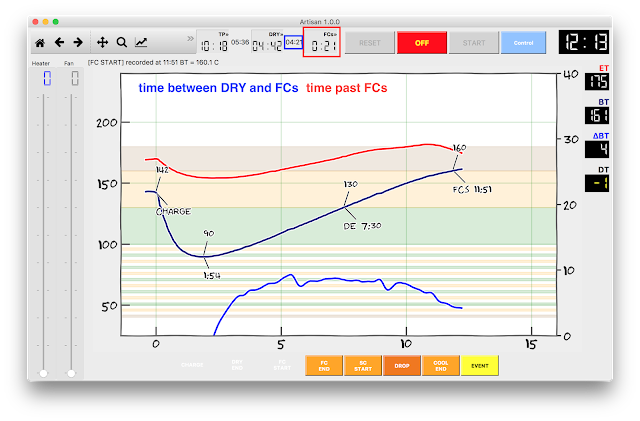 Artisan 1.0.0
TP» DRY» FCs»
10:18 05:36 04:42 04:21 0:21
RESET OFF START Control 12:13
Heater Fan [FC START] recorded at 11:51 BT = 160.1 C
0 0
time between DRY and FCs time past FCs
ET
175
BT
161
ΔBT
4
DT
-1
200
150
100
50
40
30
20
10
0
142
CHARGE
90
1:54
130
DE 7:30
160
FCS 11:51
0 5 10 15
CHARGE DRY END FC START
FC END
SC START
DROP
COOL END
EVENT